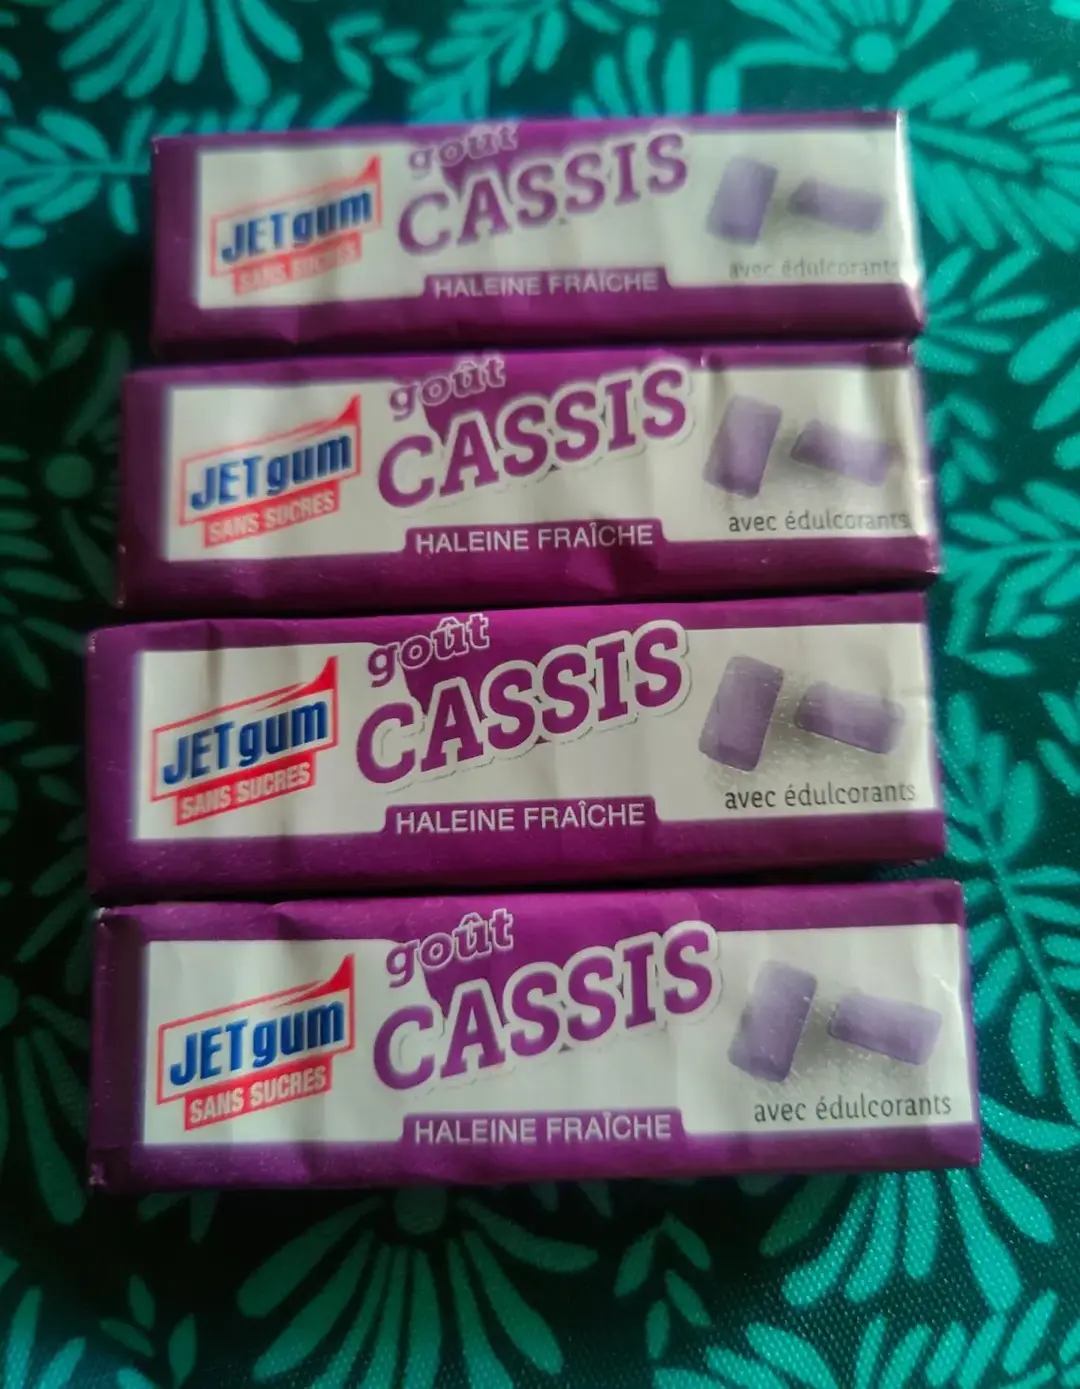 goût
CASSIS
JETgum
SANS SUCRES
avec édulcorants
HALEINE FRAÎCHE
goût
CASSIS
JETgum
SANS SUCRES
avec édulcorants
HALEINE FRAÎCHE
goût
CASSIS
JETgum
SANS SUCRES
avec édulcorants
HALEINE FRAÎCHE
goût
CASSIS
JETgum
SANS SUCRES
avec édulcorants
HALEINE FRAÎCHE